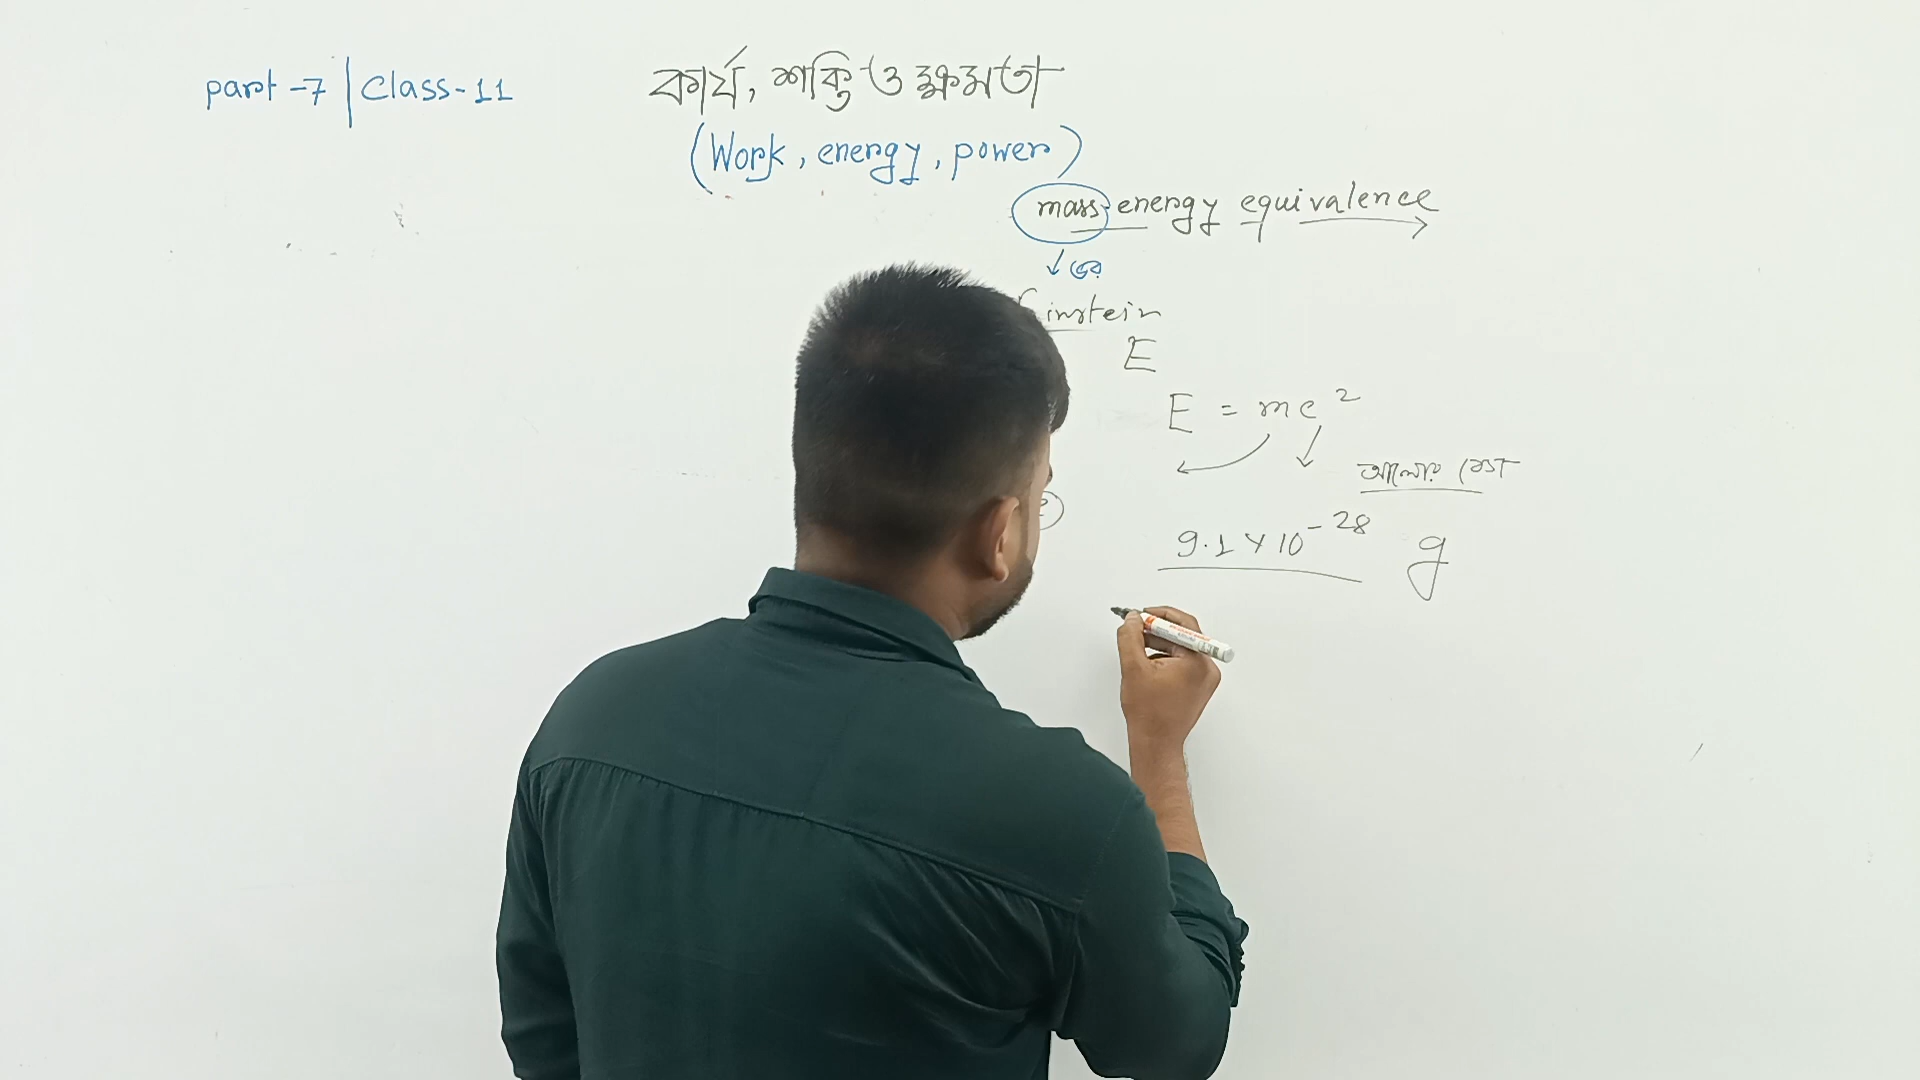 part-7 | Class-11
কার্য, শক্তি ও ক্ষমতা
(Work, energy, power)
mass-energy equivalence
↓ ভর
Einstein
E
E = mc²
আলোর বেগ
9.1 × 10⁻²⁸ g